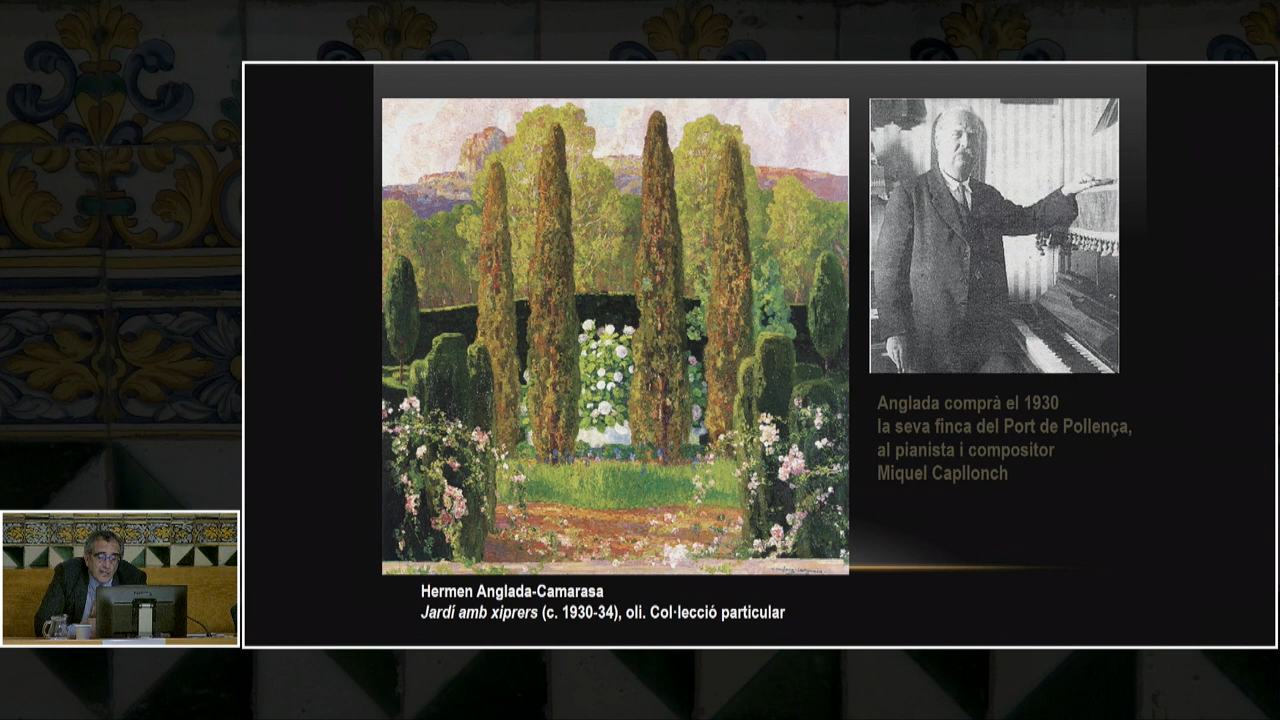 Anglada comprà el 1930
la seva finca del Port de Pollença,
al pianista i compositor
Miquel Capllonch
Hermen Anglada-Camarasa
Jardí amb xiprers (c. 1930-34), oli. Col·lecció particular